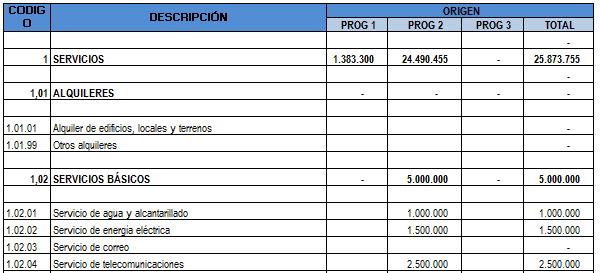 CODIGO DESCRIPCIÓN ORIGEN
PROG 1 PROG 2 PROG 3 TOTAL
-
1 SERVICIOS 1.383.300 24.490.455 - 25.873.755
-
1,01 ALQUILERES - - - -
1.01.01 Alquiler de edificios, locales y terrenos -
1.01.99 Otros alquileres -
1,02 SERVICIOS BÁSICOS - 5.000.000 - 5.000.000
1.02.01 Servicio de agua y alcantarillado 1.000.000 1.000.000
1.02.02 Servicio de energía eléctrica 1.500.000 1.500.000
1.02.03 Servicio de correo -
1.02.04 Servicio de telecomunicaciones 2.500.000 2.500.000